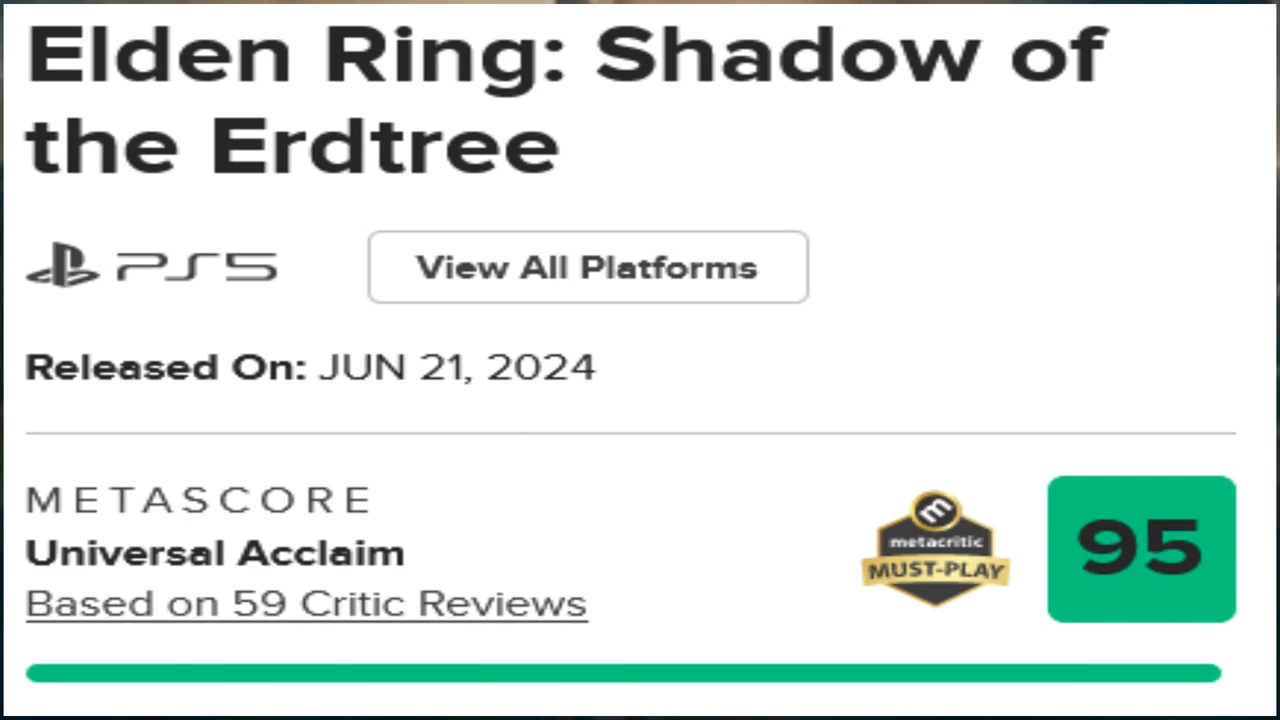 Elden Ring: Shadow of
the Erdtree
PS5
View All Platforms
Released On: JUN 21, 2024
METASCORE
Universal Acclaim
Based on 59 Critic Reviews
m
metacritic
MUST-PLAY
95